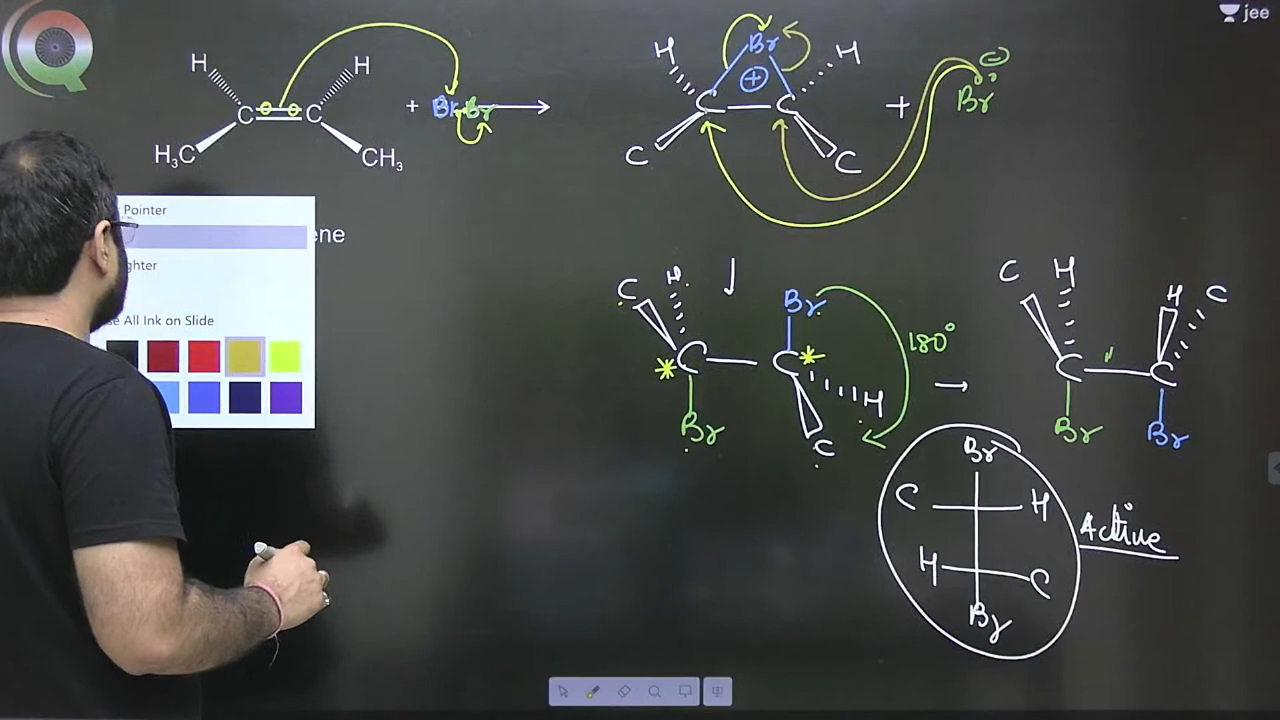 jee
H H
C C + Br Br
H₃C CH₃
Pointer
ene
ghter
se All Ink on Slide
Br
H H
⊕
C C + Br ⊖
C C
C H Br
180°
* C C *
H
Br C
C H H C
C C
Br Br
Br
C H
H C
Br
Active